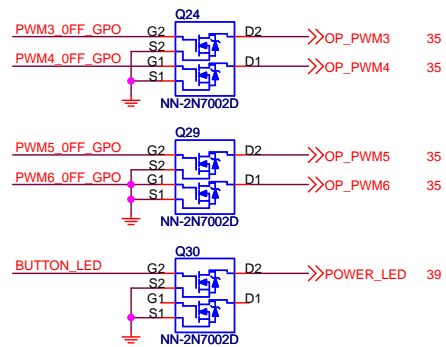 Q24
PWM3_0FF_GPO G2 D2 OP_PWM3 35
S2
PWM4_0FF_GPO G1 D1 OP_PWM4 35
S1
NN-2N7002D
Q29
PWM5_0FF_GPO G2 D2 OP_PWM5 35
S2
PWM6_0FF_GPO G1 D1 OP_PWM6 35
S1
NN-2N7002D
Q30
BUTTON_LED G2 D2 POWER_LED 39
S2
G1 D1
S1
NN-2N7002D